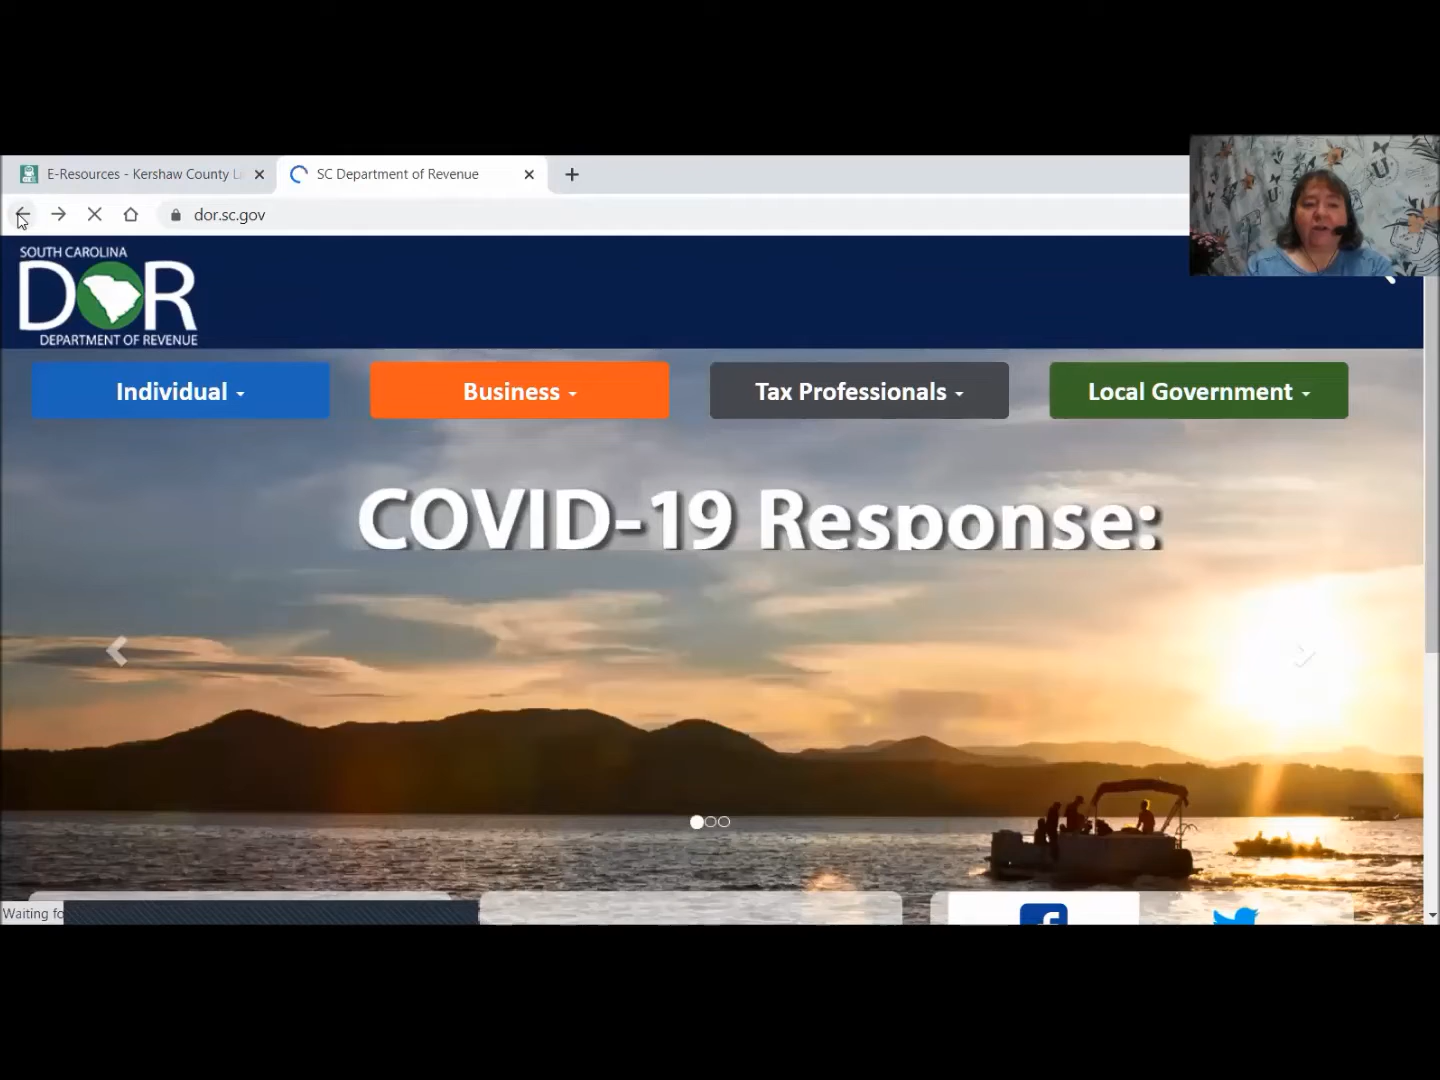 E-Resources - Kershaw County L
SC Department of Revenue
dor.sc.gov
SOUTH CAROLINA
DOR
DEPARTMENT OF REVENUE
Individual
Business
Tax Professionals
Local Government
COVID-19 Response:
Waiting fo